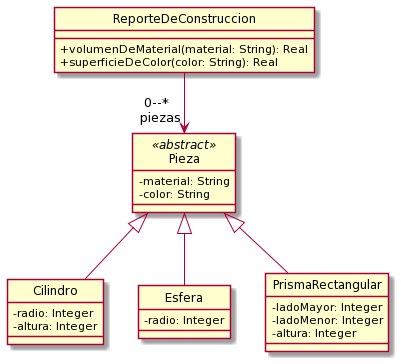 ReporteDeConstruccion
+volumenDeMaterial(material: String): Real
+superficieDeColor(color: String): Real
0--*
piezas
«abstract»
Pieza
-material: String
-color: String
Cilindro
-radio: Integer
-altura: Integer
Esfera
-radio: Integer
PrismaRectangular
-ladoMayor: Integer
-ladoMenor: Integer
-altura: Integer